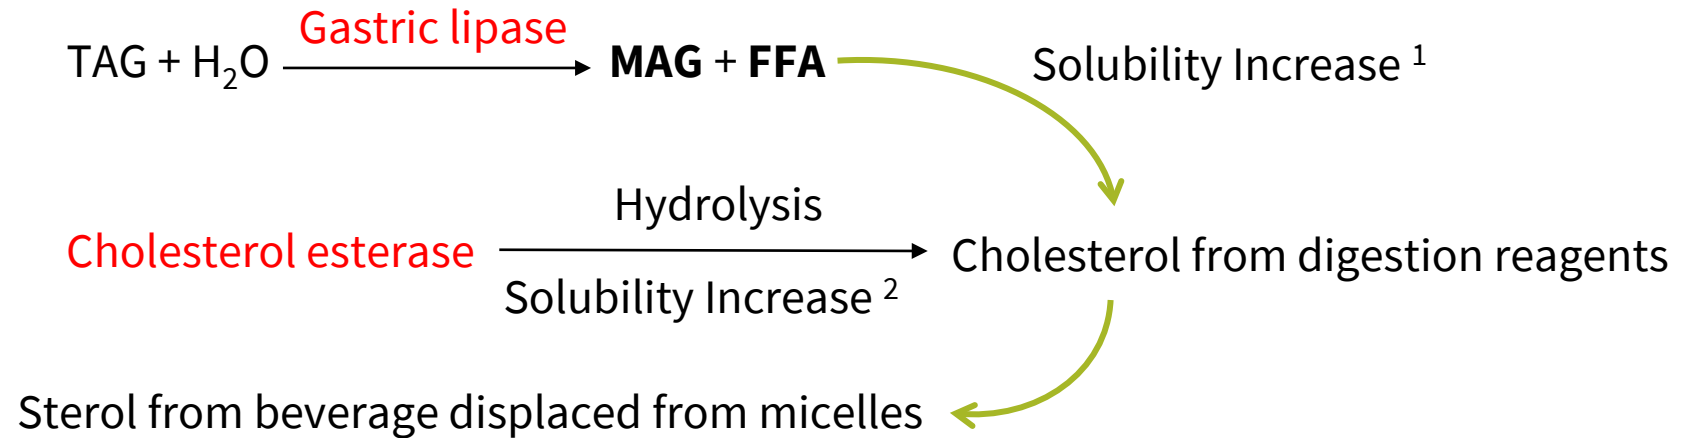 Gastric lipase
TAG + H₂O MAG + FFA Solubility Increase ¹
Hydrolysis
Cholesterol esterase Cholesterol from digestion reagents
Solubility Increase ²
Sterol from beverage displaced from micelles